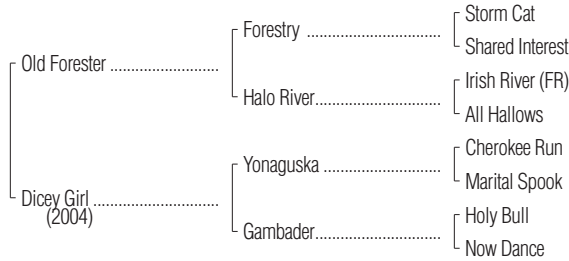 Storm Cat
Forestry ..............................
Shared Interest
Old Forester ........................
Irish River (FR)
Halo River............................
All Hallows
Cherokee Run
Yonaguska ..........................
Marital Spook
Dicey Girl ............................
(2004)
Holy Bull
Gambader............................
Now Dance